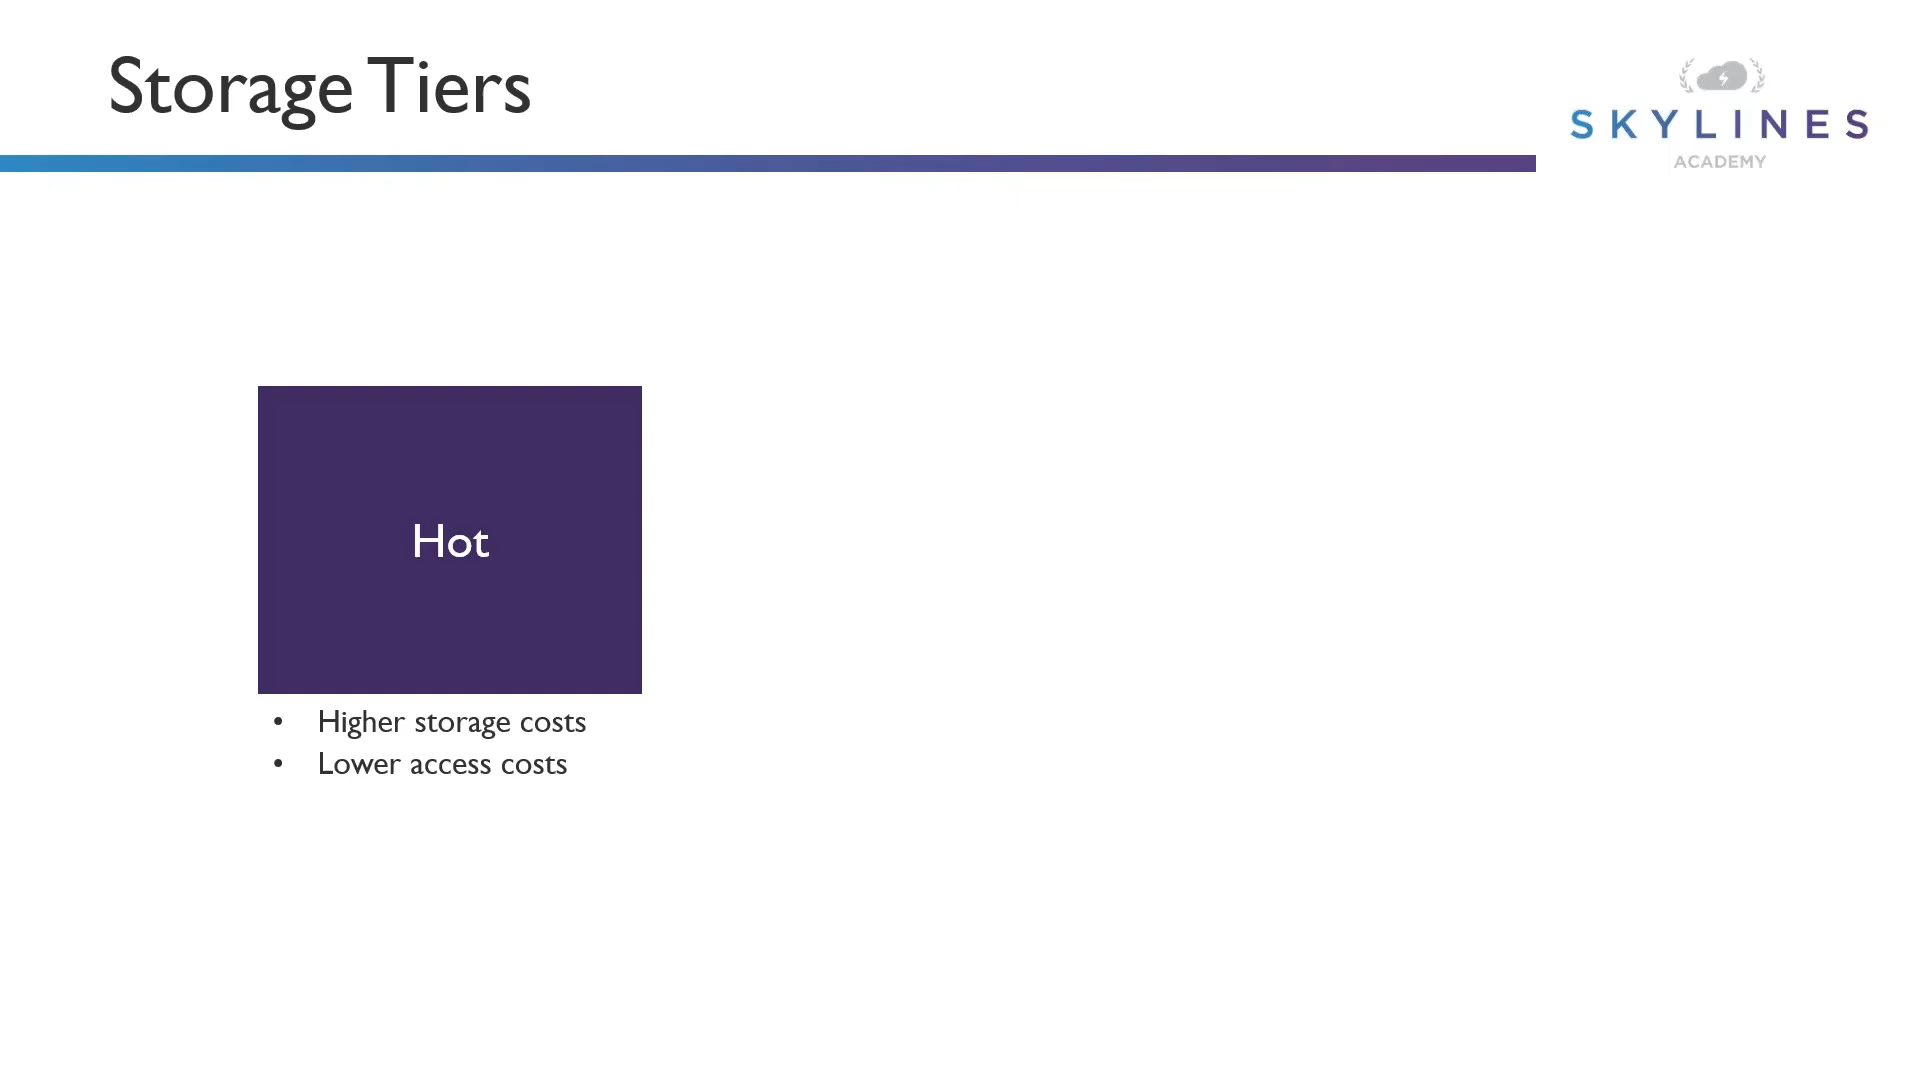 Storage Tiers
SKYLINES
ACADEMY
Hot
• Higher storage costs
• Lower access costs